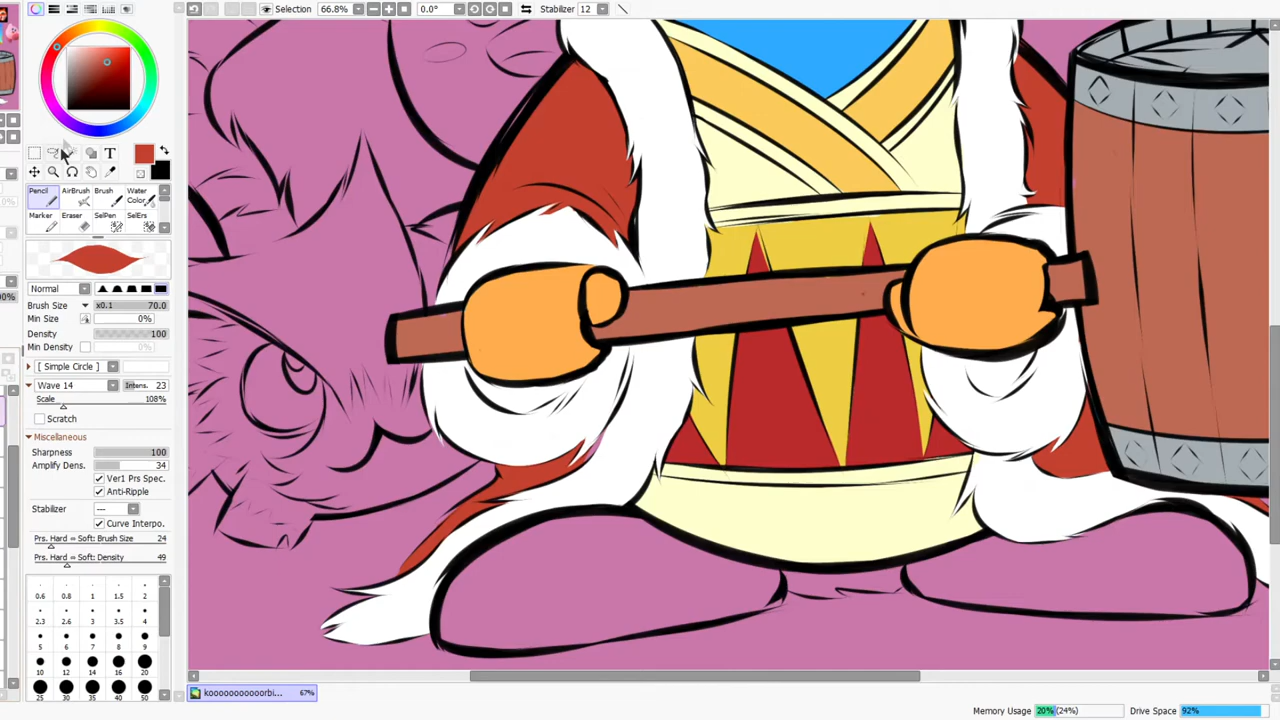 Selection 66.8% 0.0° Stabilizer 12
T
Pencil AirBrush Brush Water Color
Marker Eraser SelPen SelErs
Normal
Brush Size x0.1 70.0
Min Size 0%
Density 100
Min Density 0%
[ Simple Circle ]
Wave 14 Intens. 23
Scale 108%
Scratch
Miscellaneous
Sharpness 100
Amplify Dens. 34
Ver1 Prs Spec.
Anti-Ripple
Stabilizer ---
Curve Interpo.
Prs. Hard ⇔ Soft: Brush Size 24
Prs. Hard ⇔ Soft: Density 49
0.6 0.8 1 1.5 2
2.3 2.6 3 3.5 4
5 6 7 8 9
10 12 14 16 20
25 30 35 40 50
kooooooooooorbi... 67%
Memory Usage 20% (24%) Drive Space 92%